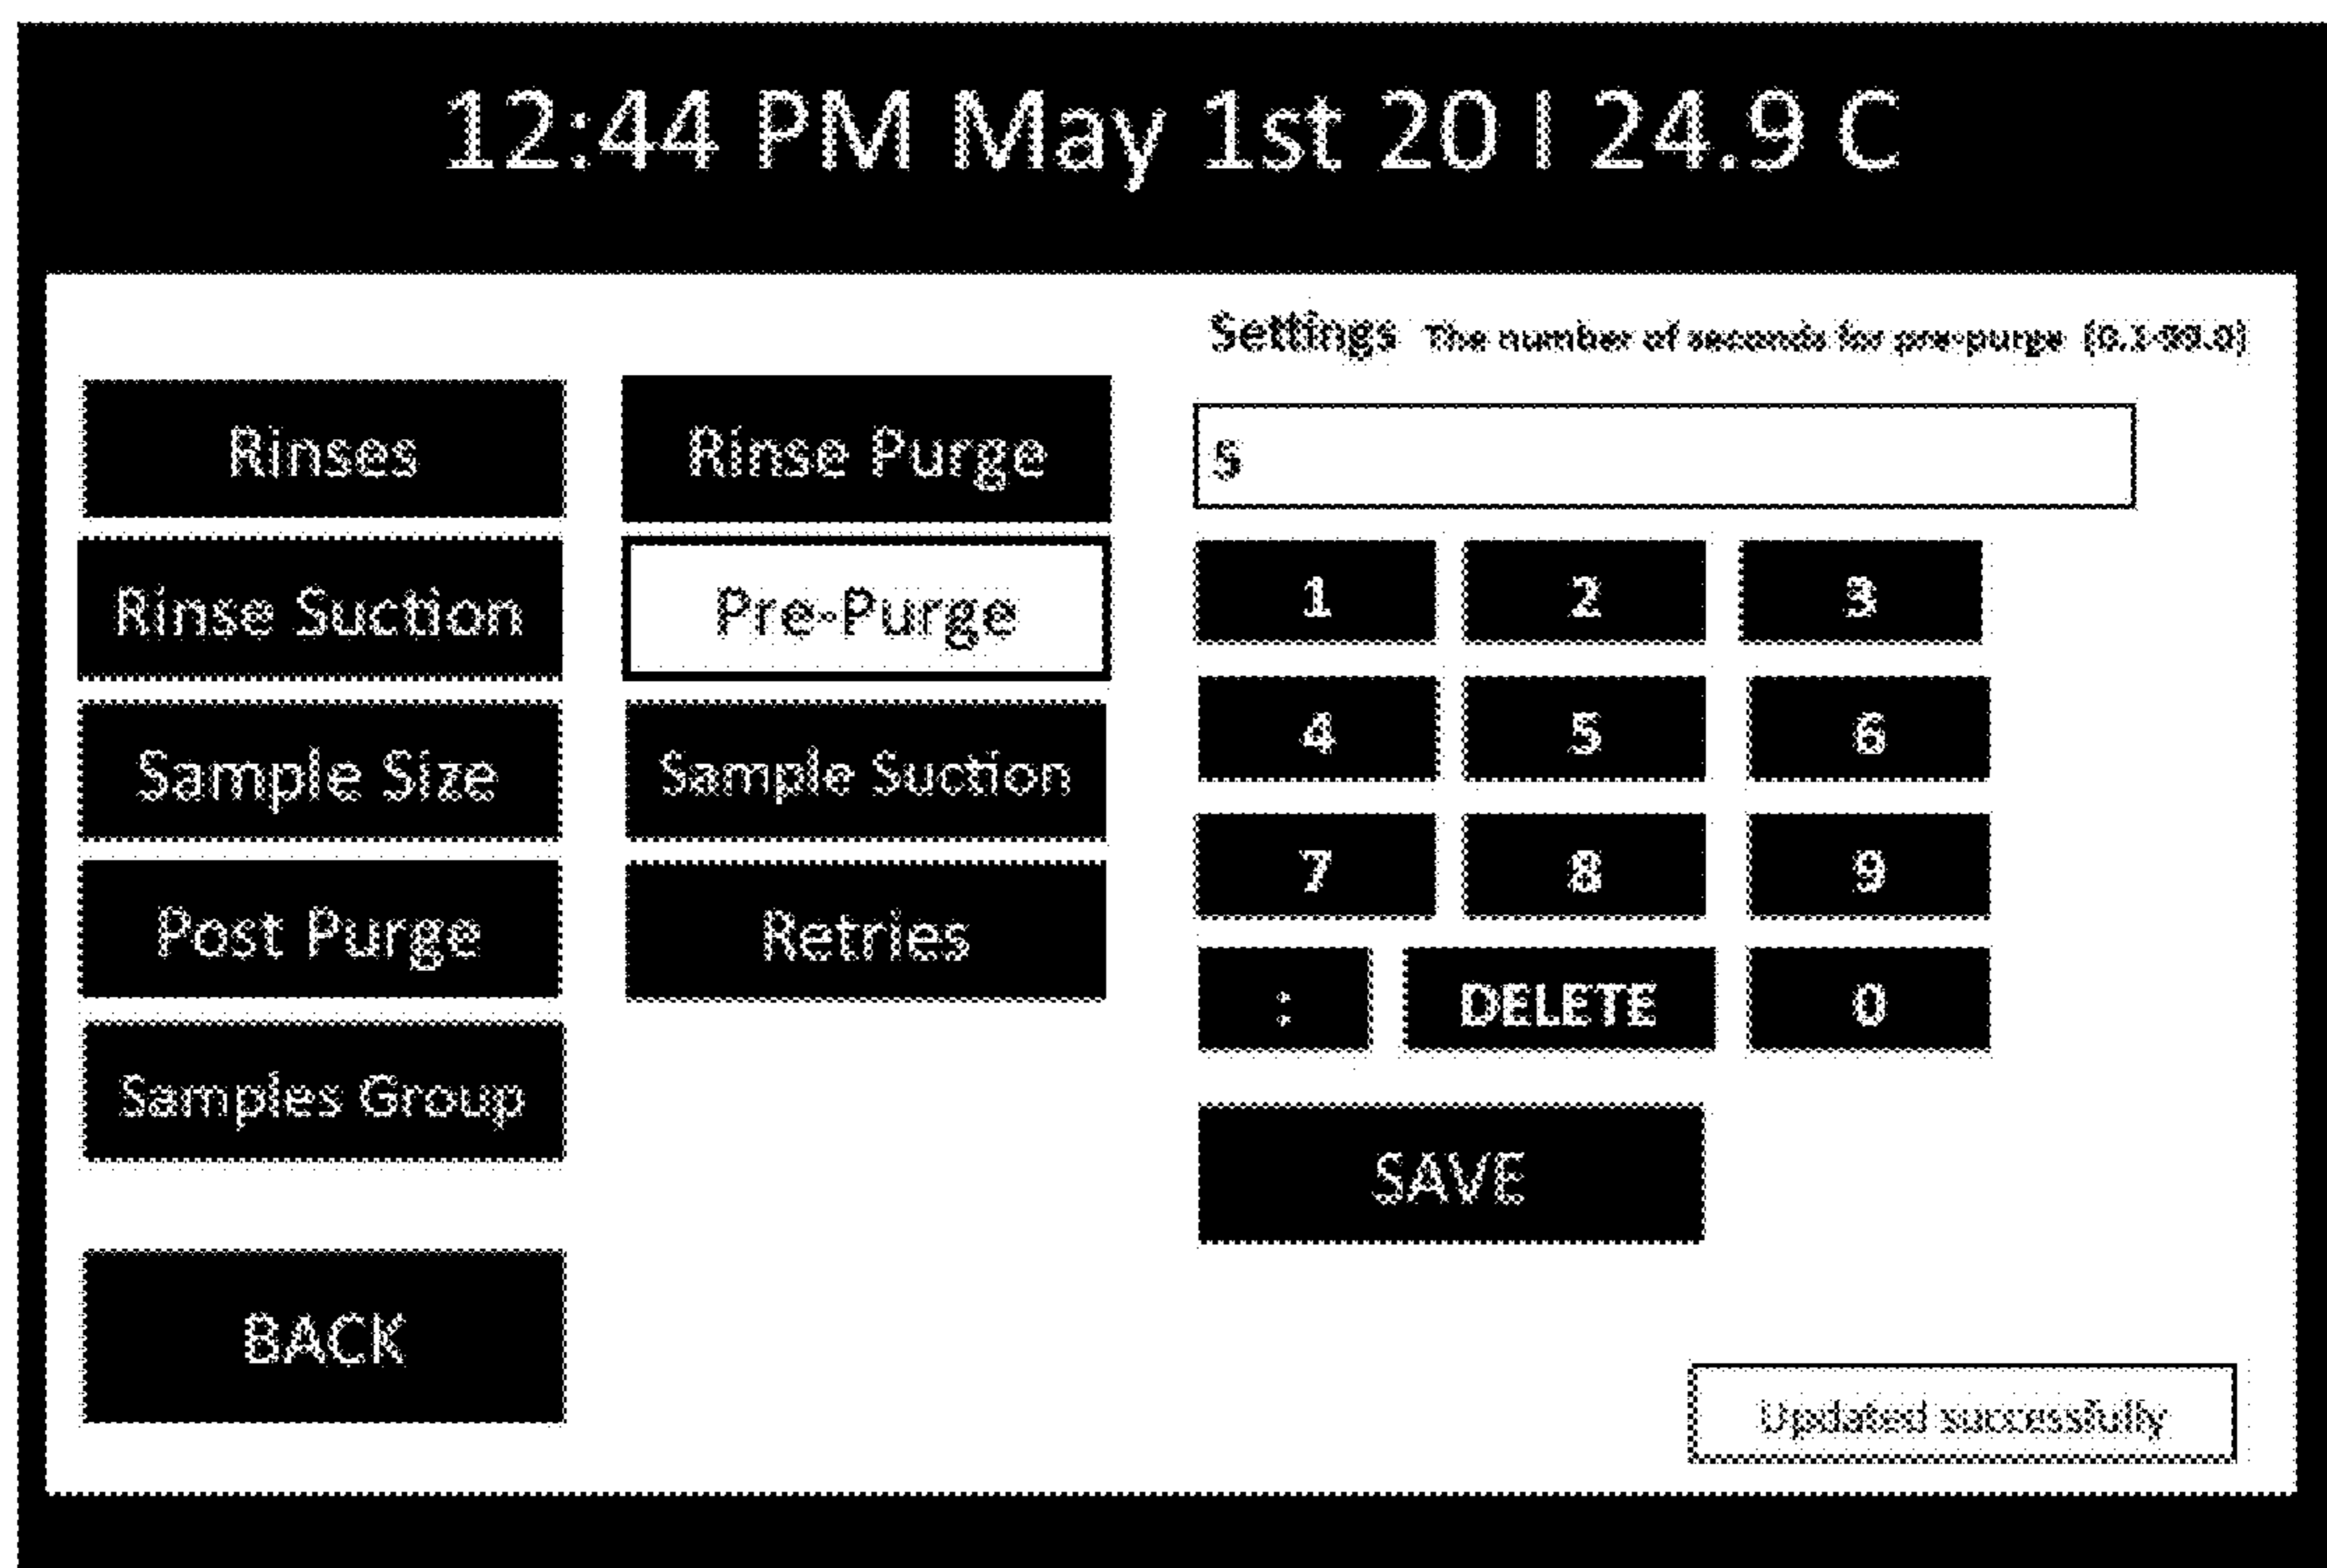 12:44 PM May 1st 20 I 24.9 C
Settings The number of seconds for pre-purge (0.1-99.0)
5
Rinses
Rinse Purge
Rinse Suction
Pre-Purge
Sample Size
Sample Suction
Post Purge
Retries
Samples Group
BACK
1 2 3
4 5 6
7 8 9
: DELETE 0
SAVE
Updated successfully